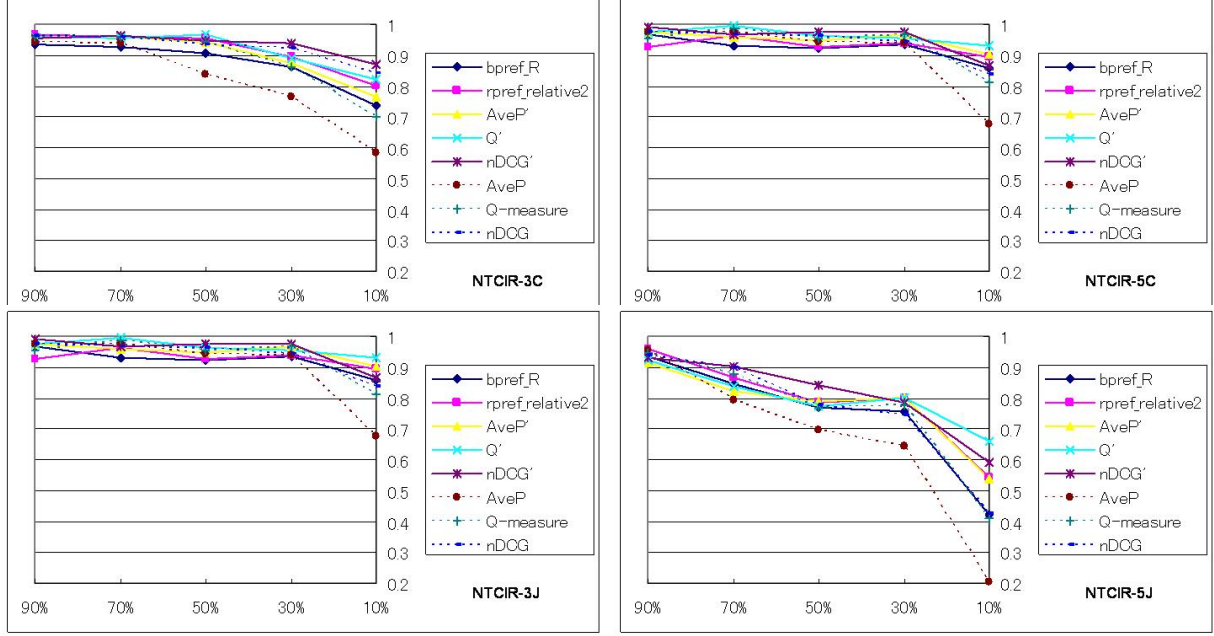 1
0.9
0.8
0.7
0.6
0.5
0.4
0.3
0.2
bpref_R
rpref_relative2
AveP'
Q'
nDCG'
AveP
Q-measure
nDCG
NTCIR-3C
90% 70% 50% 30% 10%
1
0.9
0.8
0.7
0.6
0.5
0.4
0.3
0.2
bpref_R
rpref_relative2
AveP'
Q'
nDCG'
AveP
Q-measure
nDCG
NTCIR-5C
90% 70% 50% 30% 10%
1
0.9
0.8
0.7
0.6
0.5
0.4
0.3
0.2
bpref_R
rpref_relative2
AveP'
Q'
nDCG'
AveP
Q-measure
nDCG
NTCIR-3J
90% 70% 50% 30% 10%
1
0.9
0.8
0.7
0.6
0.5
0.4
0.3
0.2
bpref_R
rpref_relative2
AveP'
Q'
nDCG'
AveP
Q-measure
nDCG
NTCIR-5J
90% 70% 50% 30% 10%